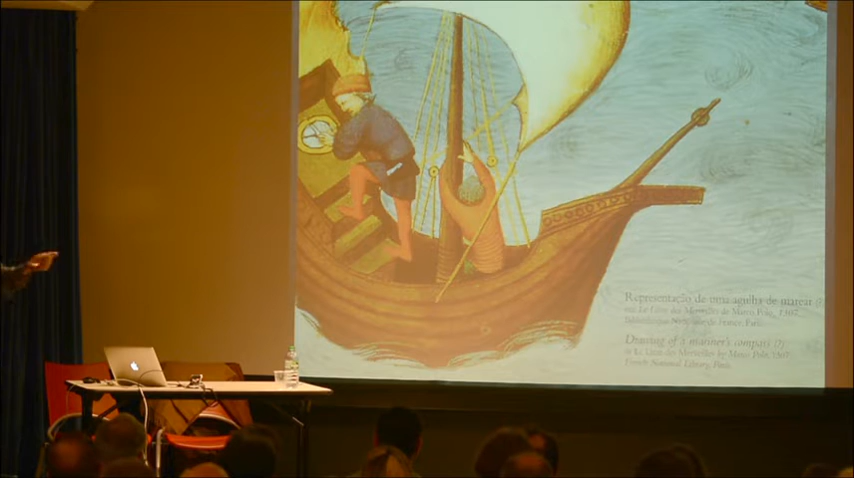 Representação de uma agulha de marear (?)
em Le Livre des Merveilles de Marco Polo, 1307.
Bibliothèque Nationale de France, Paris.
Drawing of a mariner's compass (?)
in Le Livre des Merveilles by Marco Polo, 1307.
French National Library, Paris.